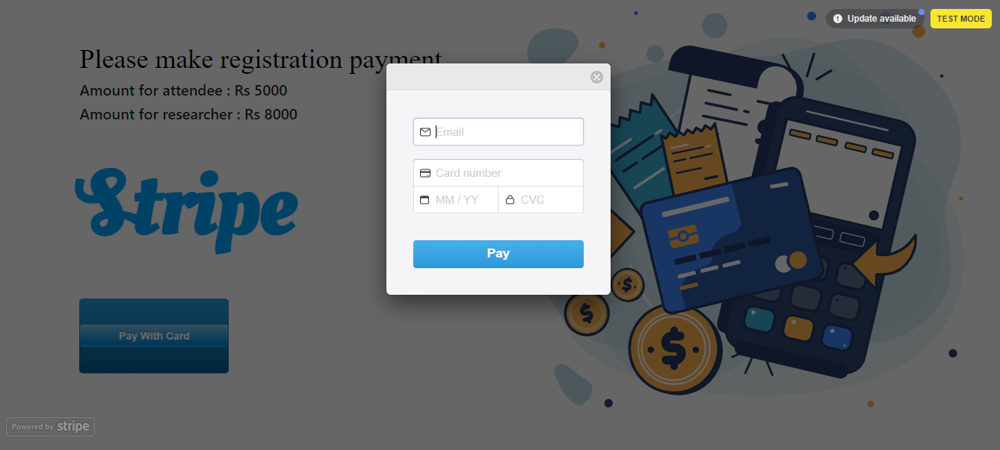 Update available
TEST MODE
Please make registration payment
Amount for attendee : Rs 5000
Amount for researcher : Rs 8000
Stripe
Email
Card number
MM / YY
CVC
Pay
Pay With Card
Powered by stripe